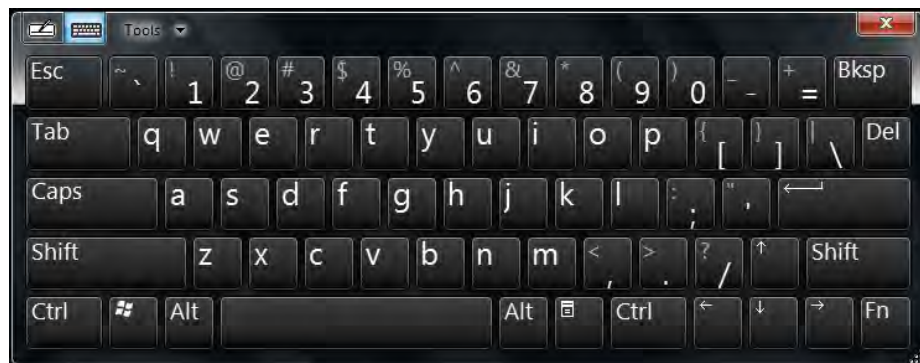 Tools x
Esc ~ ` ! 1 @ 2 # 3 $ 4 % 5 ^ 6 & 7 * 8 ( 9 ) 0 _ - + = Bksp
Tab q w e r t y u i o p { [ } ] | \ Del
Caps a s d f g h j k l : ; " '
Shift z x c v b n m < , > . ? / ↑ Shift
Ctrl Alt Alt Ctrl ← ↓ → Fn